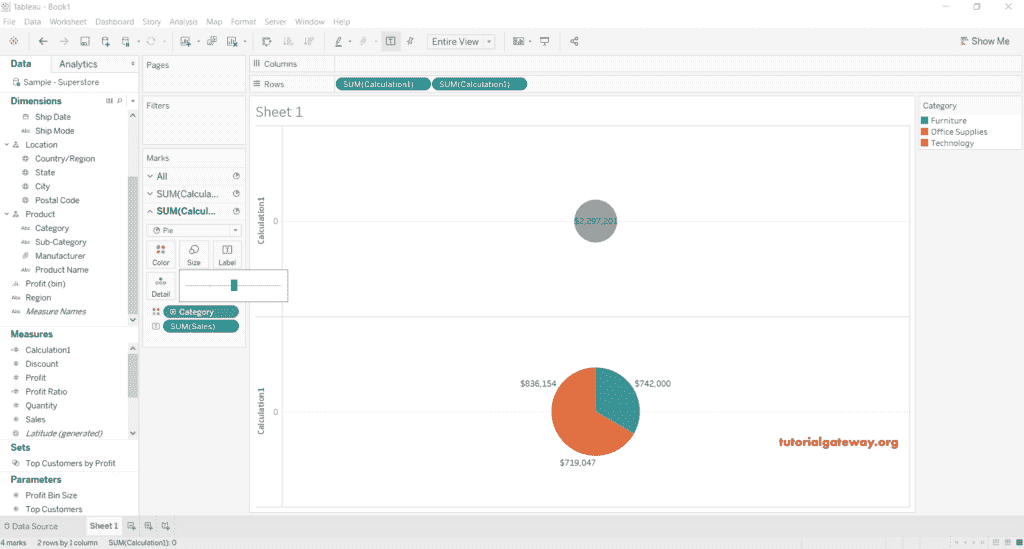 Tableau - Book1
File Data Worksheet Dashboard Story Analysis Map Format Server Window Help
Entire View
Show Me
Data Analytics
Sample - Superstore
Dimensions
Ship Date
Ship Mode
Location
Country/Region
State
City
Postal Code
Product
Category
Sub-Category
Manufacturer
Product Name
Profit (bin)
Region
Measure Names
Measures
Calculation1
Discount
Profit
Profit Ratio
Quantity
Sales
Latitude (generated)
Sets
Top Customers by Profit
Parameters
Profit Bin Size
Top Customers
Pages
Filters
Marks
All
SUM(Calcula...
SUM(Calcul...
Pie
Color Size Label
Detail
Category
SUM(Sales)
Columns
Rows SUM(Calculation1) SUM(Calculation1)
Sheet 1
Calculation1
0
$2,297,201
Calculation1
0
$836,154 $742,000
$719,047
tutorialgateway.org
Category
Furniture
Office Supplies
Technology
Data Source Sheet 1
4 marks 2 rows by 1 column SUM(Calculation1): 0